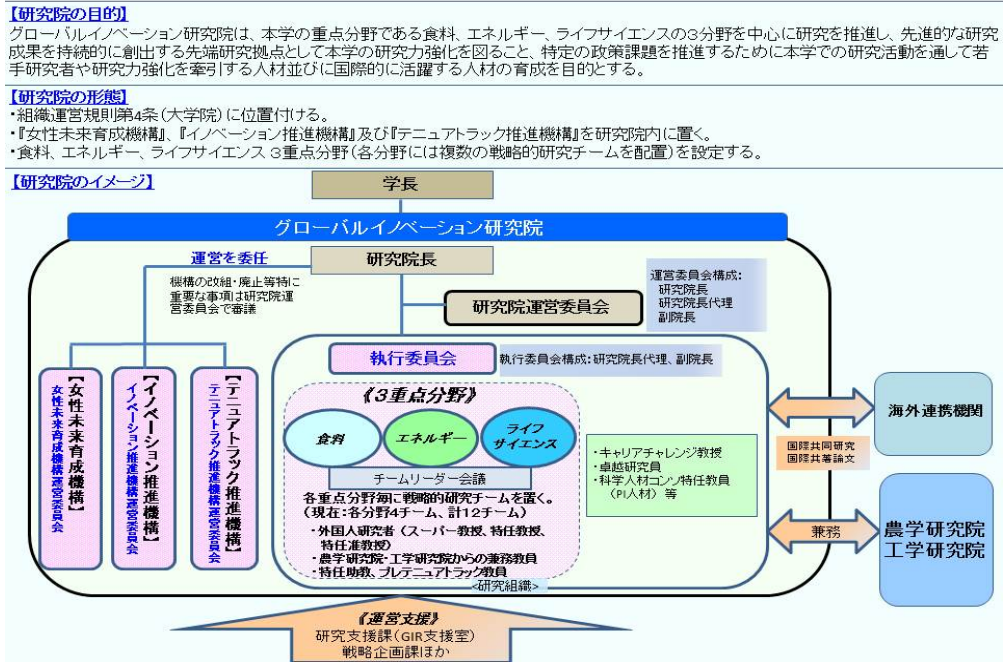 【研究院の目的】
グローバルイノベーション研究院は、本学の重点分野である食料、エネルギー、ライフサイエンスの3分野を中心に研究を推進し、先進的な研究
成果を持続的に創出する先端研究拠点として本学の研究力強化を図ること、特定の政策課題を推進するために本学での研究活動を通して若
手研究者や研究力強化を牽引する人材並びに国際的に活躍する人材の育成を目的とする。
【研究院の形態】
・組織運営規則第4条(大学院)に位置付ける。
・『女性未来育成機構』、『イノベーション推進機構』及び『テニュアトラック推進機構』を研究院内に置く。
・食料、エネルギー、ライフサイエンス 3重点分野(各分野には複数の戦略的研究チームを配置)を設定する。
【研究院のイメージ】
学長
グローバルイノベーション研究院
運営を委任
研究院長
機構の改組・廃止等特に
重要な事項は研究院運
営委員会で審議
研究院運営委員会
運営委員会構成:
研究院長
研究院長代理
副院長
執行委員会
執行委員会構成:研究院長代理、副院長
【女性未来育成機構】
女性未来育成機構運営委員会
【イノベーション推進機構】
イノベーション推進機構運営委員会
【テニュアトラック推進機構】
テニュアトラック推進機構運営委員会
《3重点分野》
食料
エネルギー
ライフ
サイエンス
チームリーダー会議
各重点分野毎に戦略的研究チームを置く。
(現在:各分野4チーム、計12チーム)
・外国人研究者(スーパー教授、特任教授、
特任准教授)
・農学研究院・工学研究院からの兼務教員
・特任助教、プレテニュアトラック教員
<研究組織>
・キャリアチャレンジ教授
・卓越研究員
・科学人材コンソ特任教員
(PI人材)等
海外連携機関
国際共同研究
国際共著論文
兼務
農学研究院
工学研究院
《運営支援》
研究支援課(GIR支援室)
戦略企画課ほか